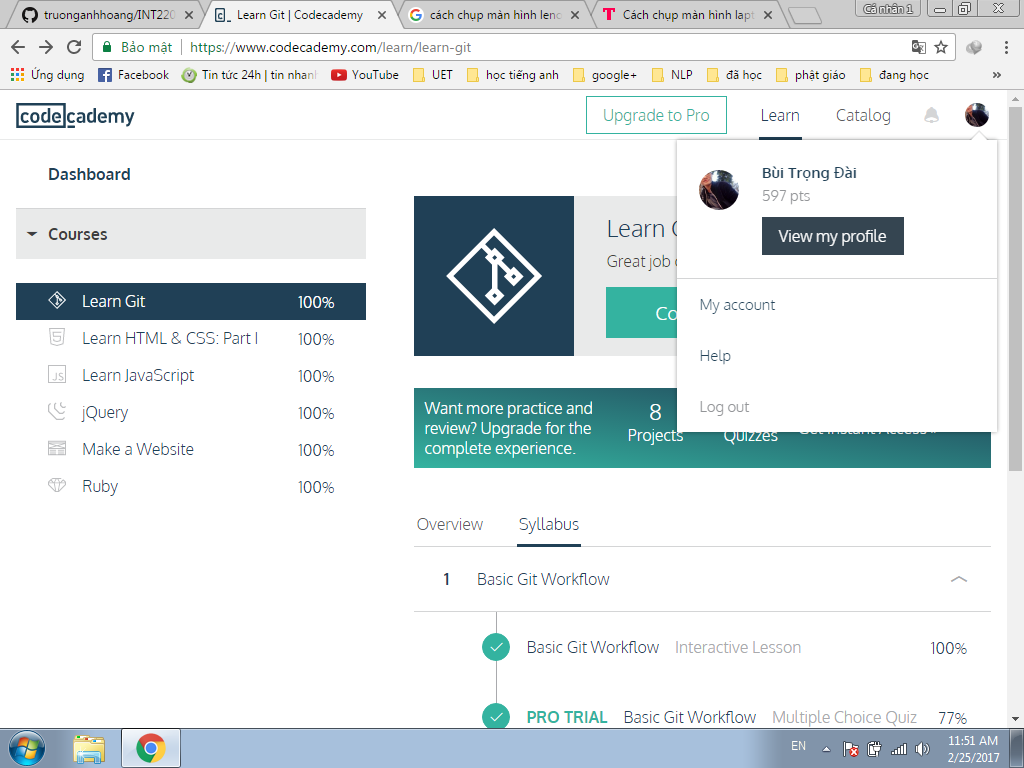 truonganhhoang/INT220
Learn Git | Codecademy
cách chụp màn hình lenc
Cách chụp màn hình lapt
Cá nhân 1
Bảo mật
https://www.codecademy.com/learn/learn-git
Ứng dụng
Facebook
Tin tức 24h | tin nhanh
YouTube
UET
học tiếng anh
google+
NLP
đã học
phật giáo
đang học
»
codecademy
Upgrade to Pro
Learn
Catalog
Dashboard
Bùi Trọng Đài
597 pts
View my profile
My account
Help
Log out
Courses
Learn Git 100%
Learn HTML & CSS: Part I 100%
JS Learn JavaScript 100%
jQuery 100%
Make a Website 100%
Ruby 100%
Learn
Great job
Co
Want more practice and
review? Upgrade for the
complete experience.
8
Projects
Quizzes
Get Instant Access »
Overview
Syllabus
1 Basic Git Workflow
Basic Git Workflow Interactive Lesson 100%
PRO TRIAL Basic Git Workflow Multiple Choice Quiz 77%
EN
11:51 AM
2/25/2017